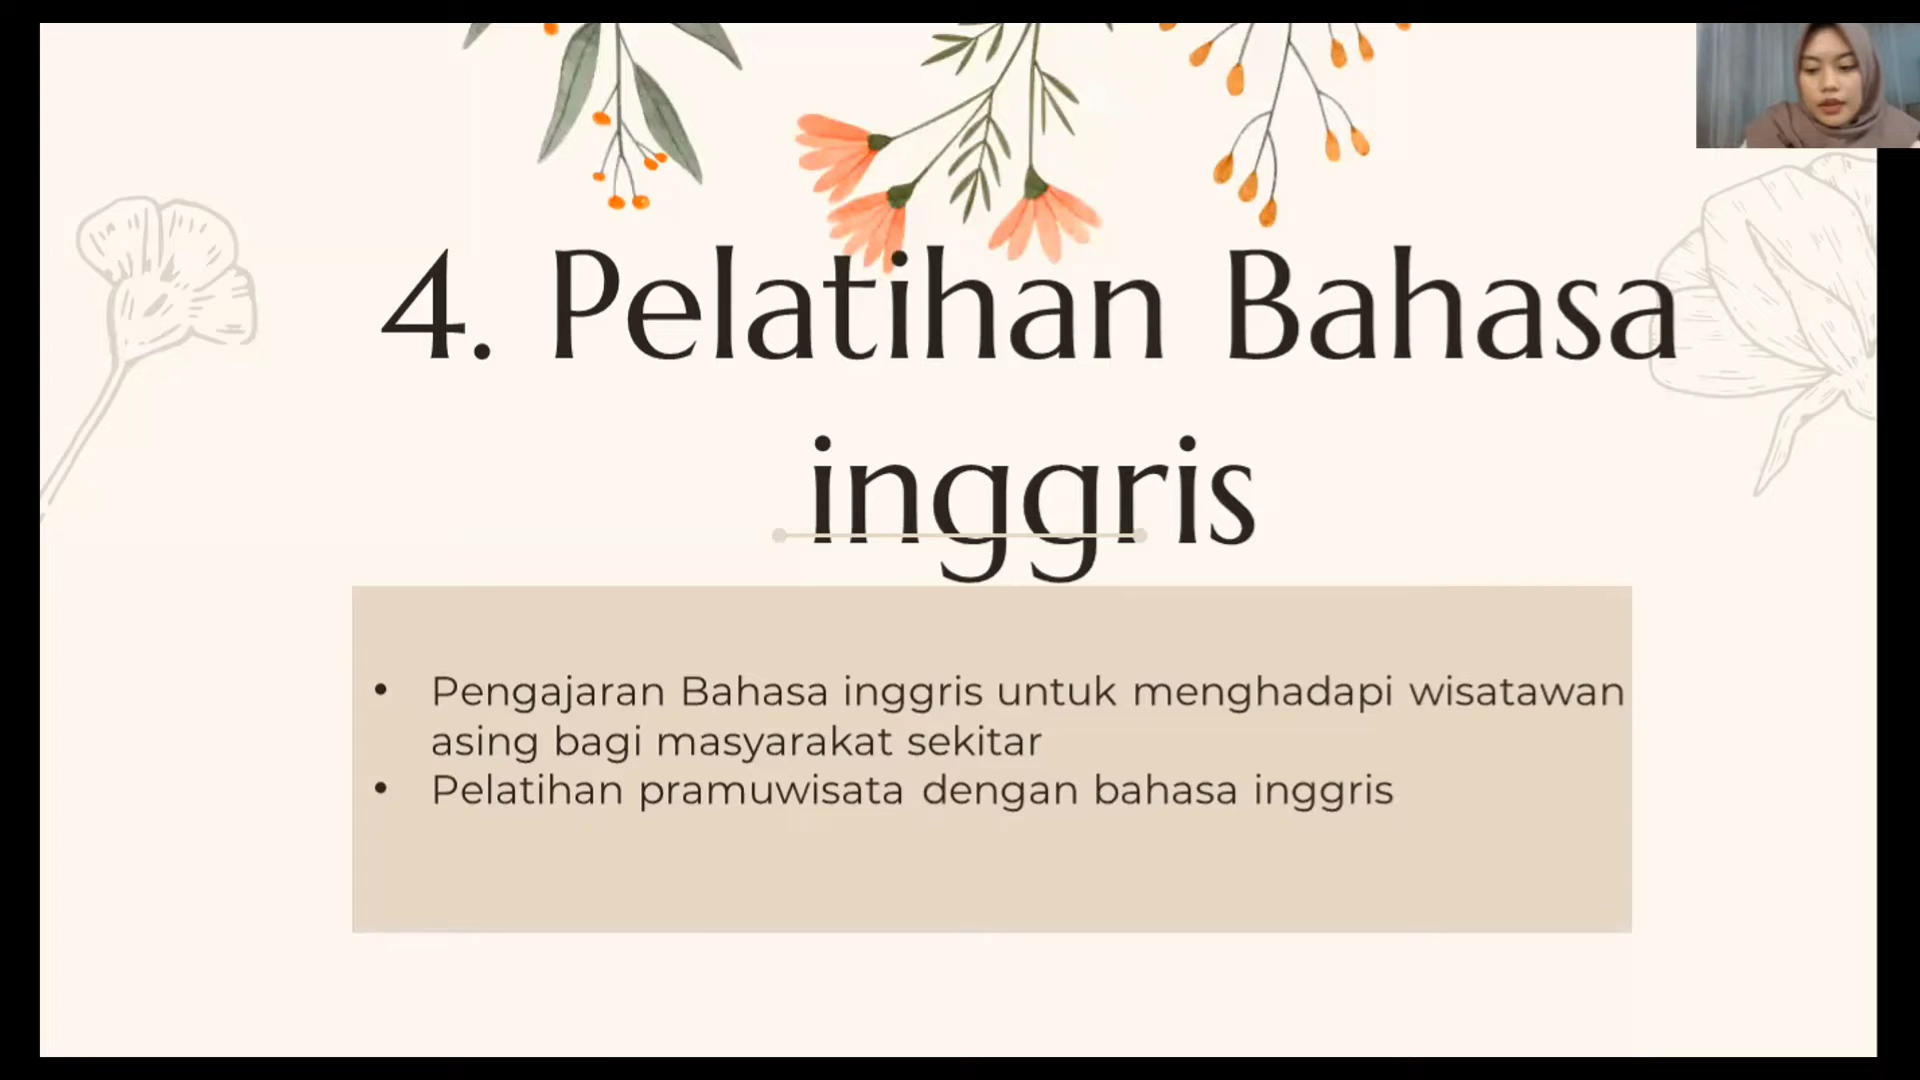 4. Pelatihan Bahasa
inggris
• Pengajaran Bahasa inggris untuk menghadapi wisatawan
asing bagi masyarakat sekitar
• Pelatihan pramuwisata dengan bahasa inggris